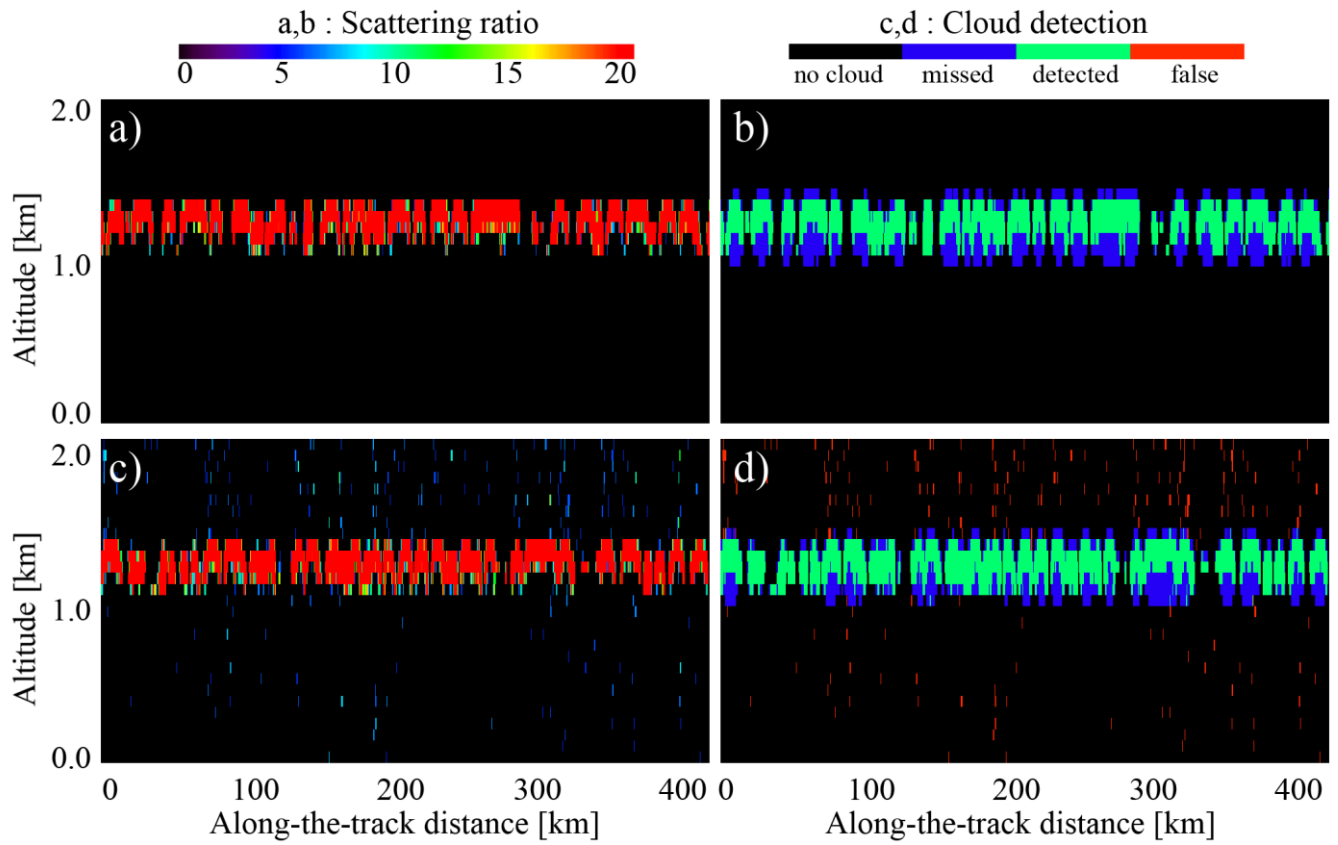 a,b : Scattering ratio
c,d : Cloud detection
0 5 10 15 20
no cloud missed detected false
2.0
a)
b)
Altitude [km]
1.0
0.0
2.0
c)
d)
Altitude [km]
1.0
0.0
0 100 200 300 400
0 100 200 300 400
Along-the-track distance [km]
Along-the-track distance [km]